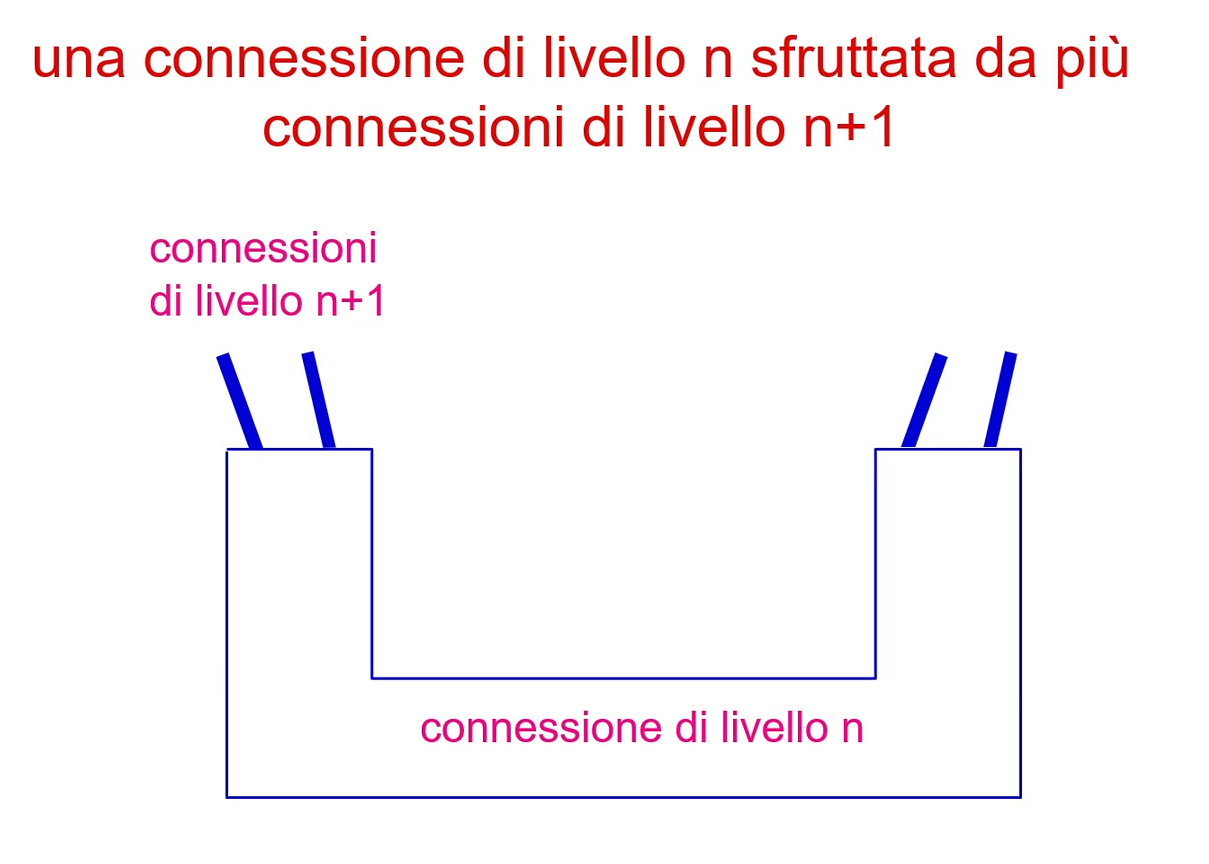 una connessione di livello n sfruttata da più
connessioni di livello n+1
connessioni
di livello n+1
connessione di livello n